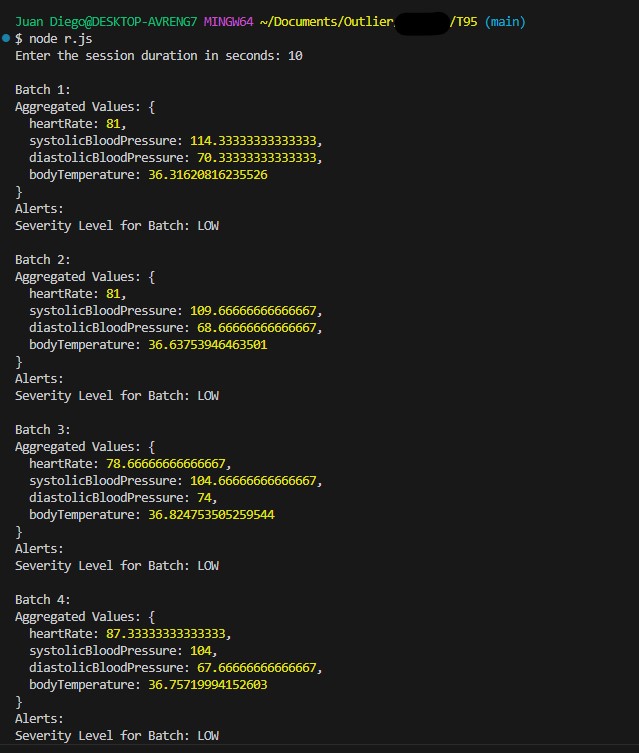 Juan Diego@DESKTOP-AVRENG7 MINGW64 ~/Documents/Outlier/ /T95 (main)
$ node r.js
Enter the session duration in seconds: 10
Batch 1:
Aggregated Values: {
heartRate: 81,
systolicBloodPressure: 114.33333333333333,
diastolicBloodPressure: 70.33333333333333,
bodyTemperature: 36.31620816235526
}
Alerts:
Severity Level for Batch: LOW
Batch 2:
Aggregated Values: {
heartRate: 81,
systolicBloodPressure: 109.66666666666667,
diastolicBloodPressure: 68.66666666666667,
bodyTemperature: 36.63753946463501
}
Alerts:
Severity Level for Batch: LOW
Batch 3:
Aggregated Values: {
heartRate: 78.66666666666667,
systolicBloodPressure: 104.66666666666667,
diastolicBloodPressure: 74,
bodyTemperature: 36.824753505259544
}
Alerts:
Severity Level for Batch: LOW
Batch 4:
Aggregated Values: {
heartRate: 87.33333333333333,
systolicBloodPressure: 104,
diastolicBloodPressure: 67.66666666666667,
bodyTemperature: 36.75719994152603
}
Alerts:
Severity Level for Batch: LOW